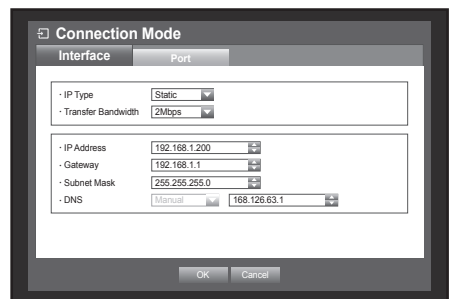 Connection Mode
Interface Port
· IP Type Static
· Transfer Bandwidth 2Mbps
· IP Address 192.168.1.200
· Gateway 192.168.1.1
· Subnet Mask 255.255.255.0
· DNS Manual 168.126.63.1
OK Cancel